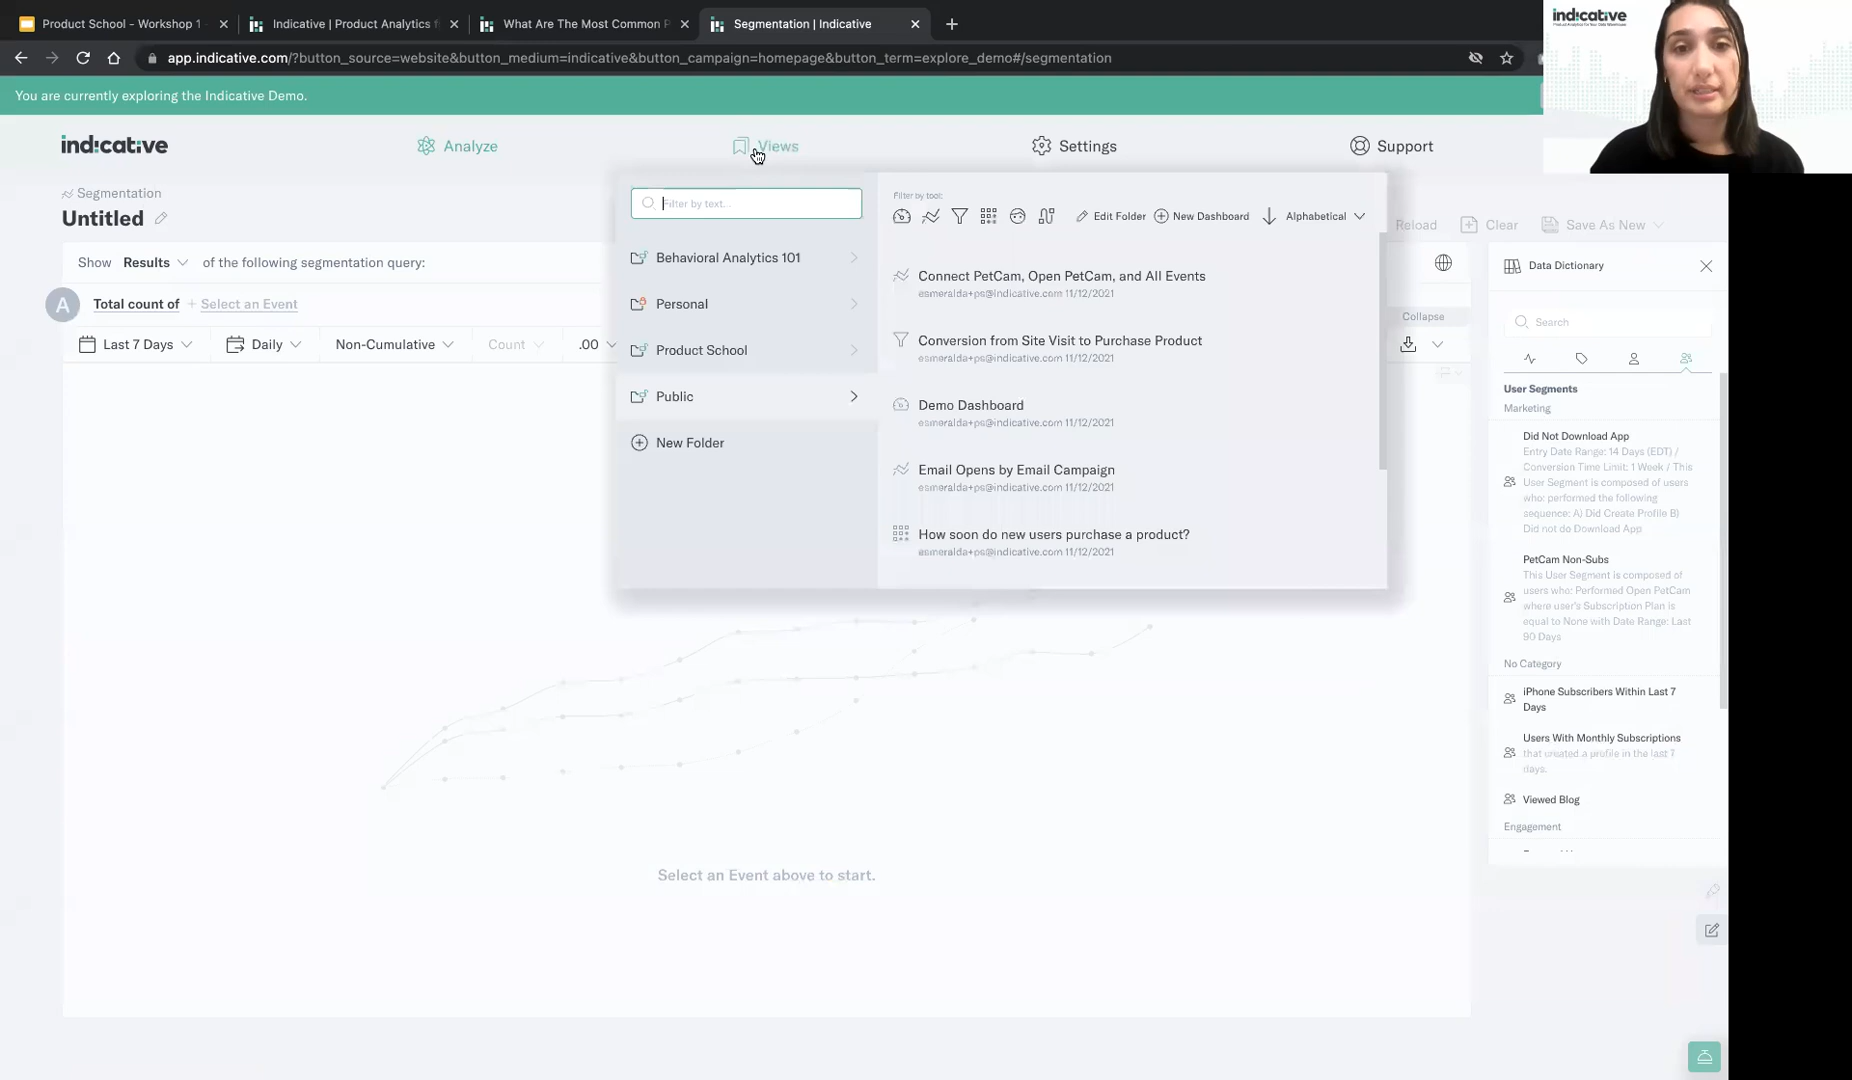 Product School - Workshop 1
Indicative | Product Analytics f
What Are The Most Common P
Segmentation | Indicative
app.indicative.com/?button_source=website&button_medium=indicative&button_campaign=homepage&button_term=explore_demo#/segmentation
indicative
You are currently exploring the Indicative Demo.
indicative
Analyze
Views
Settings
Support
Segmentation
Untitled
Reload
Clear
Save As New
Show Results of the following segmentation query:
A Total count of + Select an Event
Last 7 Days
Daily
Non-Cumulative
Count
.00
Collapse
Filter by text...
Behavioral Analytics 101
Personal
Product School
Public
New Folder
Filter by tool:
Edit Folder
New Dashboard
Alphabetical
Connect PetCam, Open PetCam, and All Events
esmeralda+ps@indicative.com 11/12/2021
Conversion from Site Visit to Purchase Product
esmeralda+ps@indicative.com 11/12/2021
Demo Dashboard
esmeralda+ps@indicative.com 11/12/2021
Email Opens by Email Campaign
esmeralda+ps@indicative.com 11/12/2021
How soon do new users purchase a product?
esmeralda+ps@indicative.com 11/12/2021
Select an Event above to start.
Data Dictionary
Search
User Segments
Marketing
Did Not Download App
Entry Date Range: 14 Days (EDT) /
Conversion Time Limit: 1 Week / This
User Segment is composed of users
who: performed the following
sequence: A) Did Create Profile B)
Did not do Download App
PetCam Non-Subs
This User Segment is composed of
users who: Performed Open PetCam
where user's Subscription Plan is
equal to None with Date Range: Last
90 Days
No Category
iPhone Subscribers Within Last 7
Days
Users With Monthly Subscriptions
that created a profile in the last 7
days.
Viewed Blog
Engagement